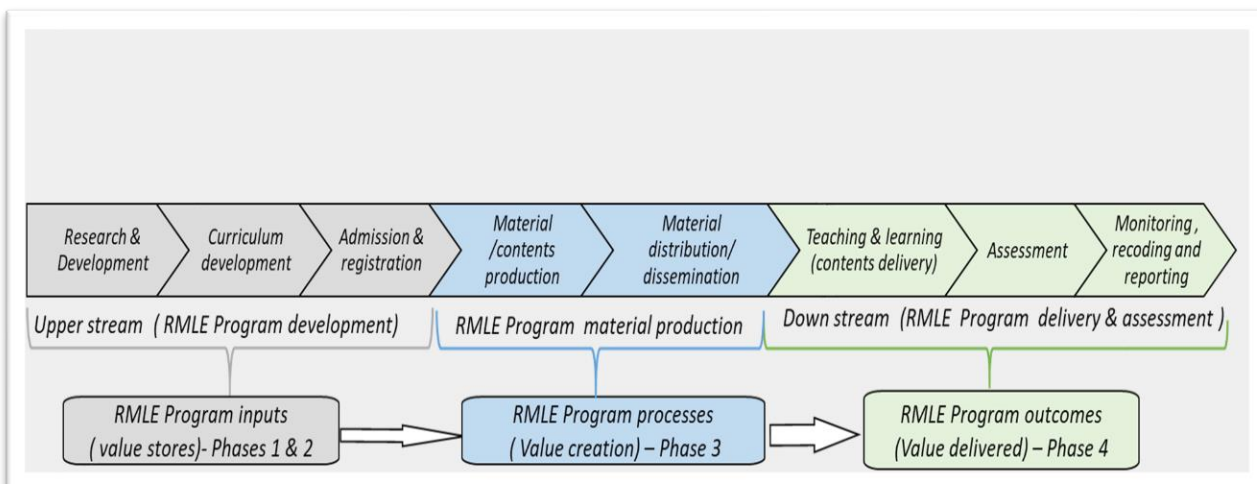 Research &
Development
Curriculum
development
Admission &
registration
Material
/contents
production
Material
distribution/
dissemination
Teaching & learning
(contents delivery)
Assessment
Monitoring ,
recoding and
reporting
Upper stream ( RMLE Program development)
RMLE Program material production
Down stream (RMLE Program delivery & assessment )
RMLE Program inputs
( value stores)- Phases 1 & 2
RMLE Program processes
( Value creation) – Phase 3
RMLE Program outcomes
(Value delivered) – Phase 4